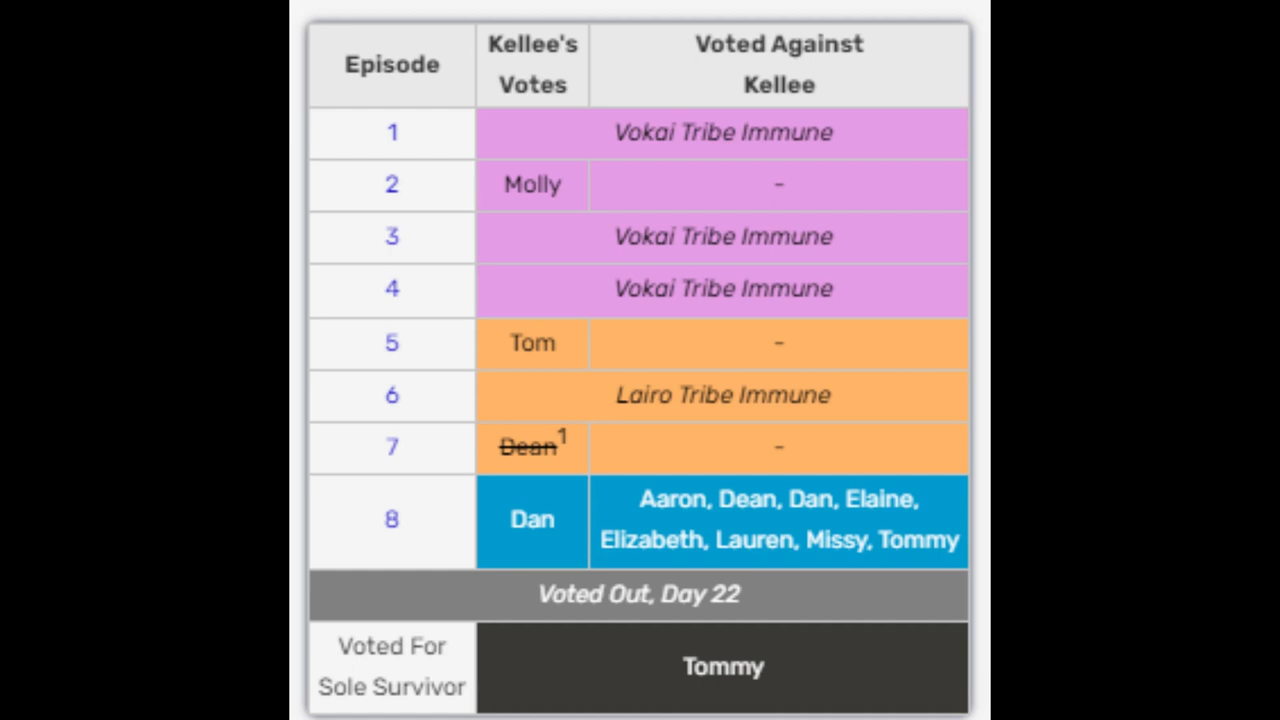 Episode
Kellee's
Votes
Voted Against
Kellee
1
Vokai Tribe Immune
2
Molly
-
3
Vokai Tribe Immune
4
Vokai Tribe Immune
5
Tom
-
6
Lairo Tribe Immune
7
Dean1
-
8
Dan
Aaron, Dean, Dan, Elaine,
Elizabeth, Lauren, Missy, Tommy
Voted Out, Day 22
Voted For
Sole Survivor
Tommy